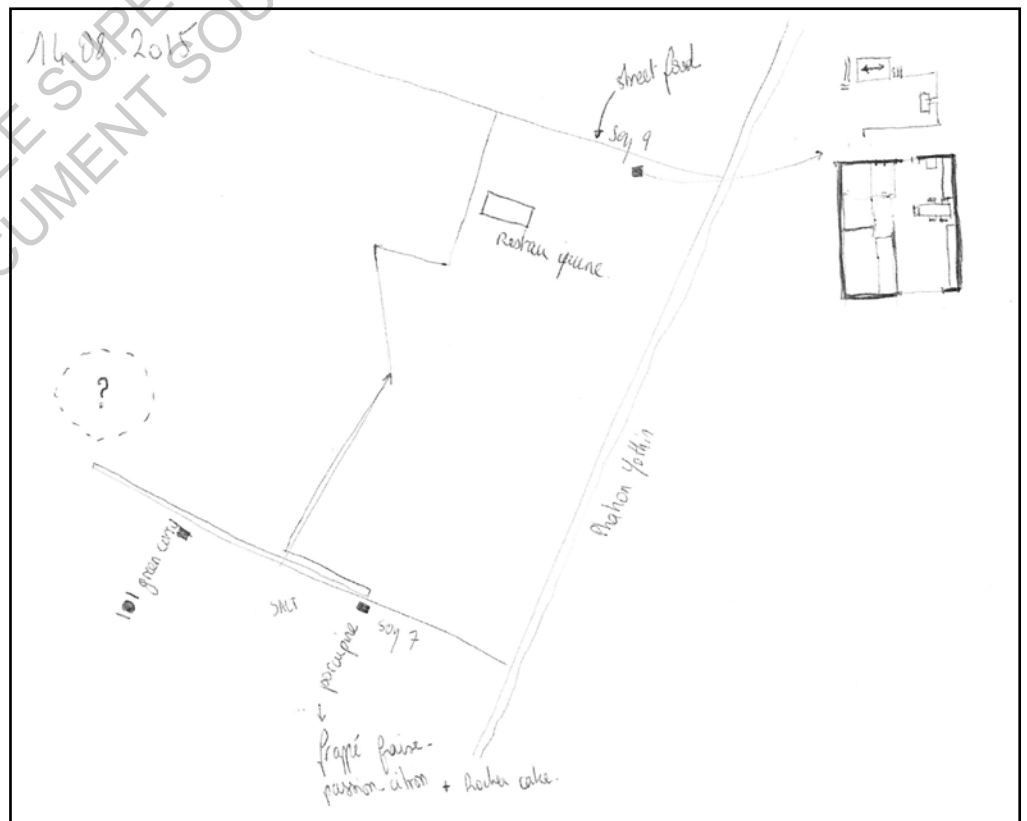 14.08.2015
street food
Soy 9
Restau jaune.
?
Phahon Yothin
101 green curry
SALT
Soy 7
porcupine
frappé fraise-
passion-citron + Rocher cake.